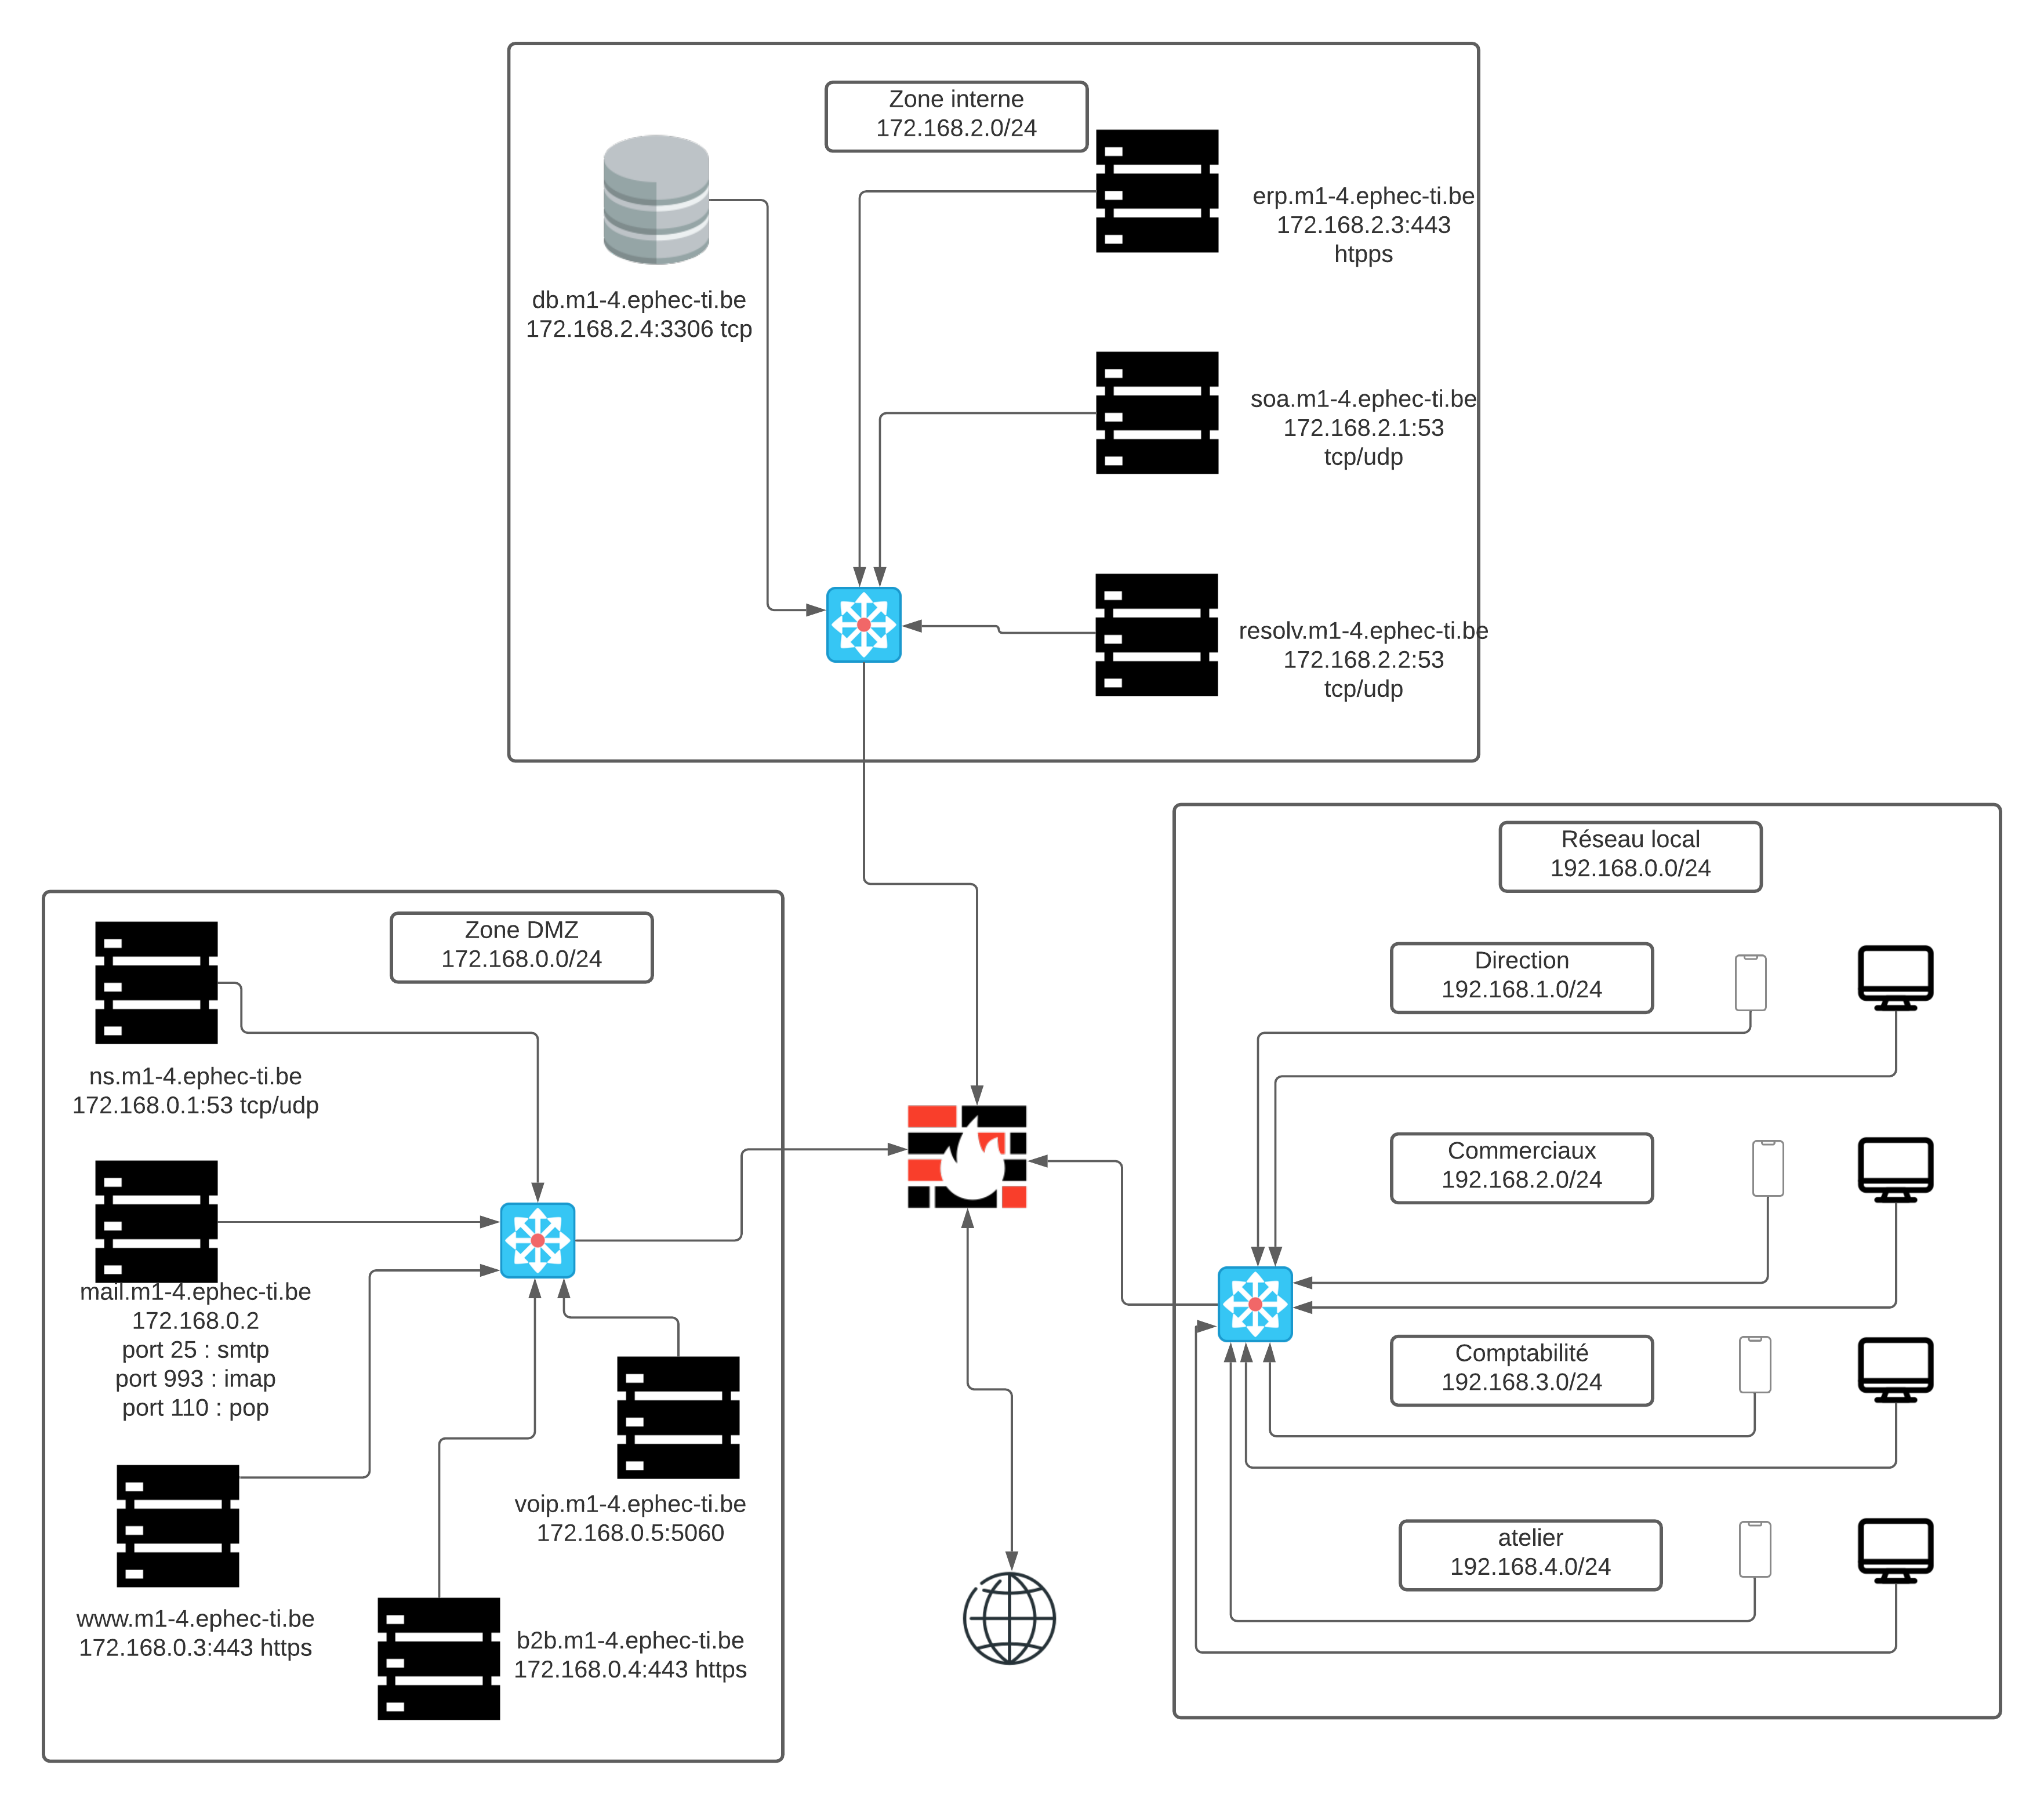 Zone interne
172.168.2.0/24
db.m1-4.ephec-ti.be
172.168.2.4:3306 tcp
erp.m1-4.ephec-ti.be
172.168.2.3:443
htpps
soa.m1-4.ephec-ti.be
172.168.2.1:53
tcp/udp
resolv.m1-4.ephec-ti.be
172.168.2.2:53
tcp/udp
Zone DMZ
172.168.0.0/24
ns.m1-4.ephec-ti.be
172.168.0.1:53 tcp/udp
mail.m1-4.ephec-ti.be
172.168.0.2
port 25 : smtp
port 993 : imap
port 110 : pop
voip.m1-4.ephec-ti.be
172.168.0.5:5060
www.m1-4.ephec-ti.be
172.168.0.3:443 https
b2b.m1-4.ephec-ti.be
172.168.0.4:443 https
Réseau local
192.168.0.0/24
Direction
192.168.1.0/24
Commerciaux
192.168.2.0/24
Comptabilité
192.168.3.0/24
atelier
192.168.4.0/24